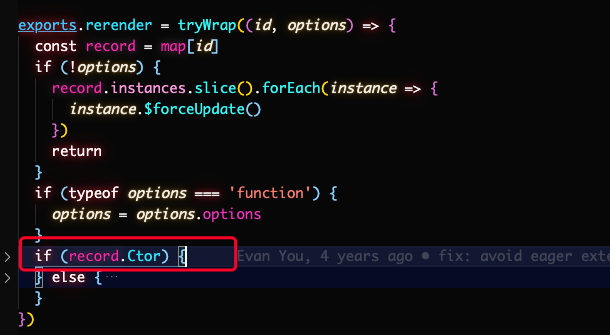 exports.rerender = tryWrap((id, options) => {
const record = map[id]
if (!options) {
record.instances.slice().forEach(instance => {
instance.$forceUpdate()
})
return
}
if (typeof options === 'function') {
options = options.options
}
if (record.Ctor) { Evan You, 4 years ago • fix: avoid eager exte
} else { ···
}
})